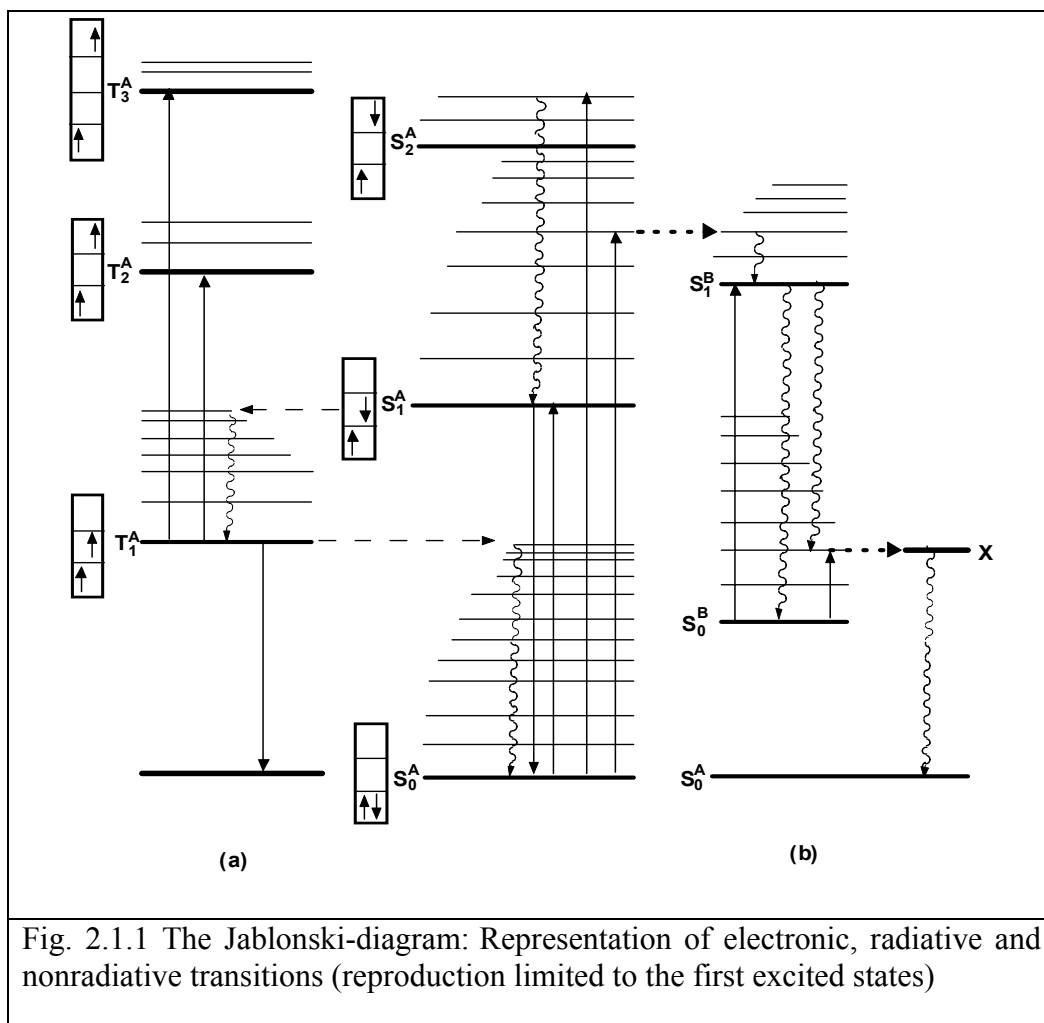 T₃ᴬ
S₂ᴬ
T₂ᴬ
S₁ᴮ
S₁ᴬ
T₁ᴬ
X
S₀ᴮ
S₀ᴬ
S₀ᴬ
(a)
(b)
Fig. 2.1.1 The Jablonski-diagram: Representation of electronic, radiative and
nonradiative transitions (reproduction limited to the first excited states)